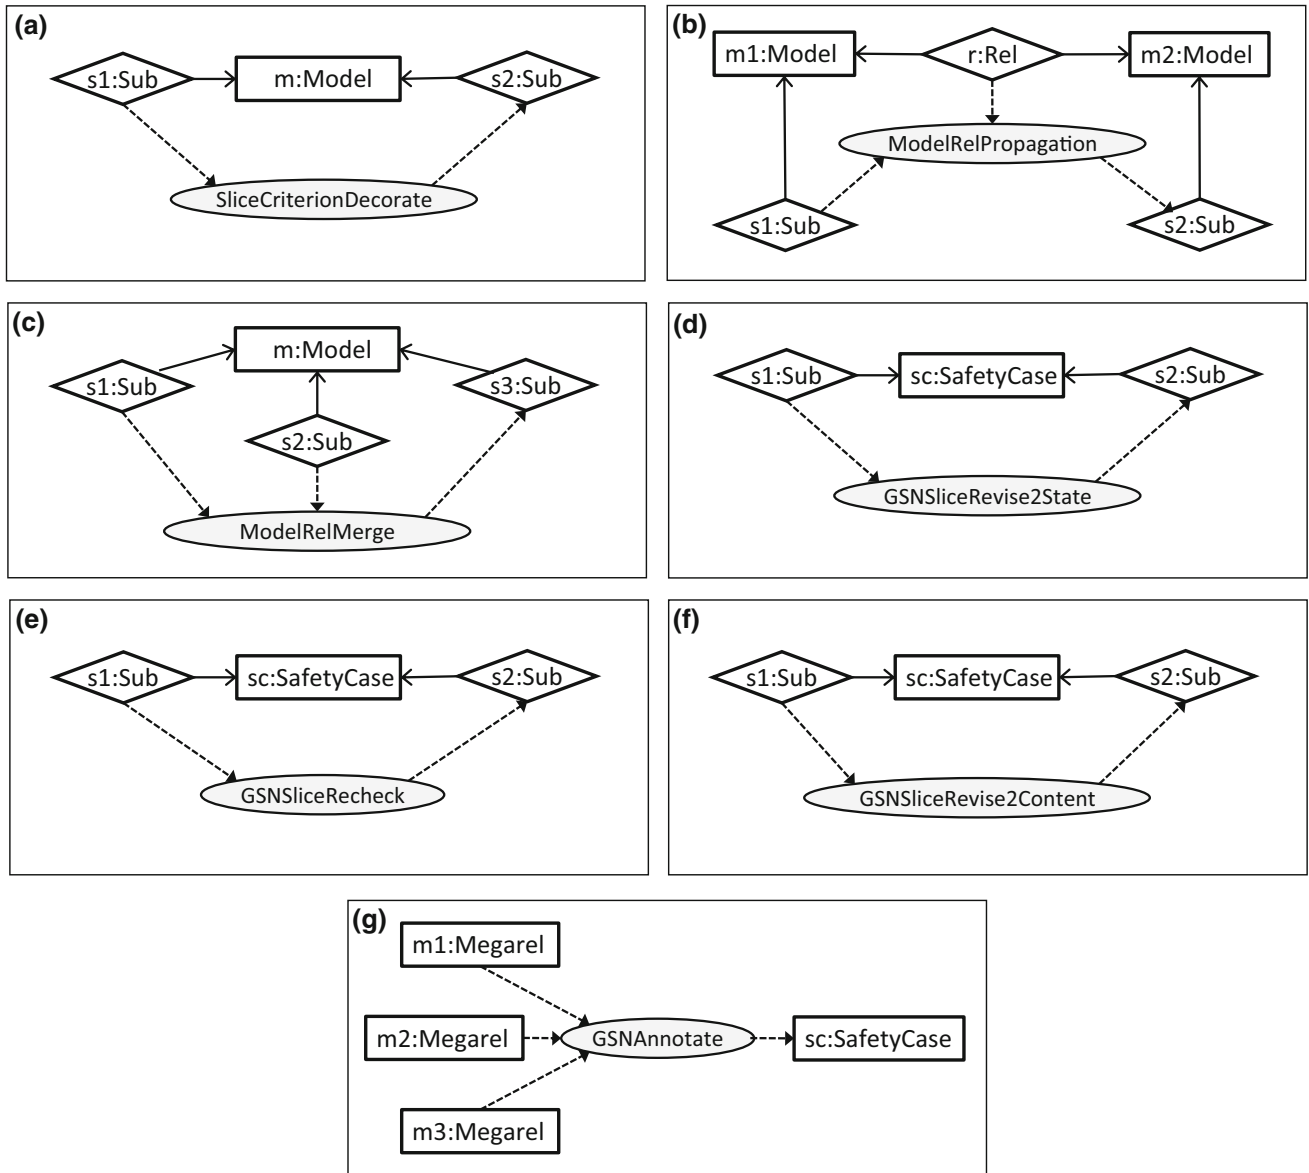 (a)
s1:Sub
m:Model
s2:Sub
SliceCriterionDecorate
(b)
m1:Model
r:Rel
m2:Model
ModelRelPropagation
s1:Sub
s2:Sub
(c)
m:Model
s1:Sub
s3:Sub
s2:Sub
ModelRelMerge
(d)
s1:Sub
sc:SafetyCase
s2:Sub
GSNSliceRevise2State
(e)
s1:Sub
sc:SafetyCase
s2:Sub
GSNSliceRecheck
(f)
s1:Sub
sc:SafetyCase
s2:Sub
GSNSliceRevise2Content
(g)
m1:Megarel
m2:Megarel
GSNAnnotate
sc:SafetyCase
m3:Megarel